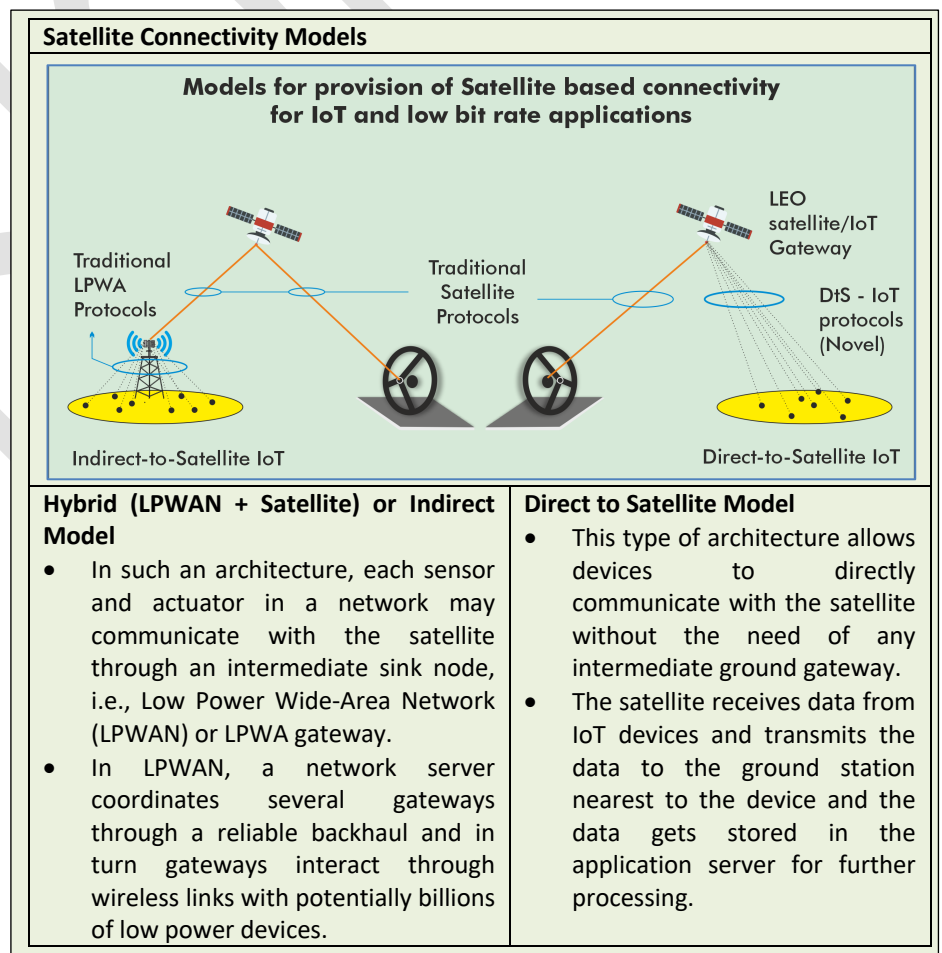 Satellite Connectivity Models
Models for provision of Satellite based connectivity
for IoT and low bit rate applications
LEO
satellite/IoT
Gateway
Traditional
LPWA
Protocols
Traditional
Satellite
Protocols
DtS - IoT
protocols
(Novel)
Indirect-to-Satellite IoT
Direct-to-Satellite IoT
Hybrid (LPWAN + Satellite) or Indirect
Model
• In such an architecture, each sensor
and actuator in a network may
communicate with the satellite
through an intermediate sink node,
i.e., Low Power Wide-Area Network
(LPWAN) or LPWA gateway.
• In LPWAN, a network server
coordinates several gateways
through a reliable backhaul and in
turn gateways interact through
wireless links with potentially billions
of low power devices.
Direct to Satellite Model
• This type of architecture allows
devices to directly
communicate with the satellite
without the need of any
intermediate ground gateway.
• The satellite receives data from
IoT devices and transmits the
data to the ground station
nearest to the device and the
data gets stored in the
application server for further
processing.